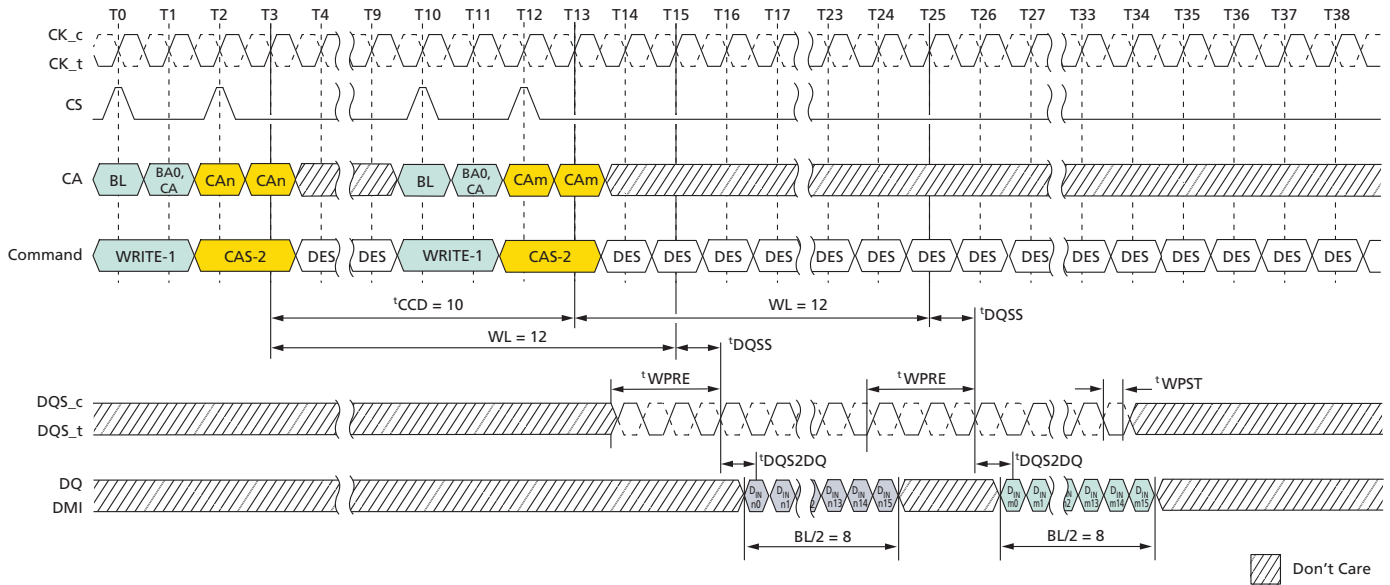 T0 T1 T2 T3 T4 T9 T10 T11 T12 T13 T14 T15 T16 T17 T23 T24 T25 T26 T27 T33 T34 T35 T36 T37 T38
CK_c
CK_t
CS
CA BL BA0, CA CAn CAn BL BA0, CA CAm CAm
Command WRITE-1 CAS-2 DES DES WRITE-1 CAS-2 DES DES DES DES DES DES DES DES DES DES DES DES DES DES DES
tCCD = 10 WL = 12 tDQSS
WL = 12 tDQSS
tWPRE tWPRE tWPST
DQS_c
DQS_t
tDQS2DQ tDQS2DQ
DQ
DMI
DIN n0 DIN n1 DIN n13 DIN n14 DIN n15 DIN m0 DIN m1 DIN m13 DIN m14 DIN m15
BL/2 = 8 BL/2 = 8
Don't Care